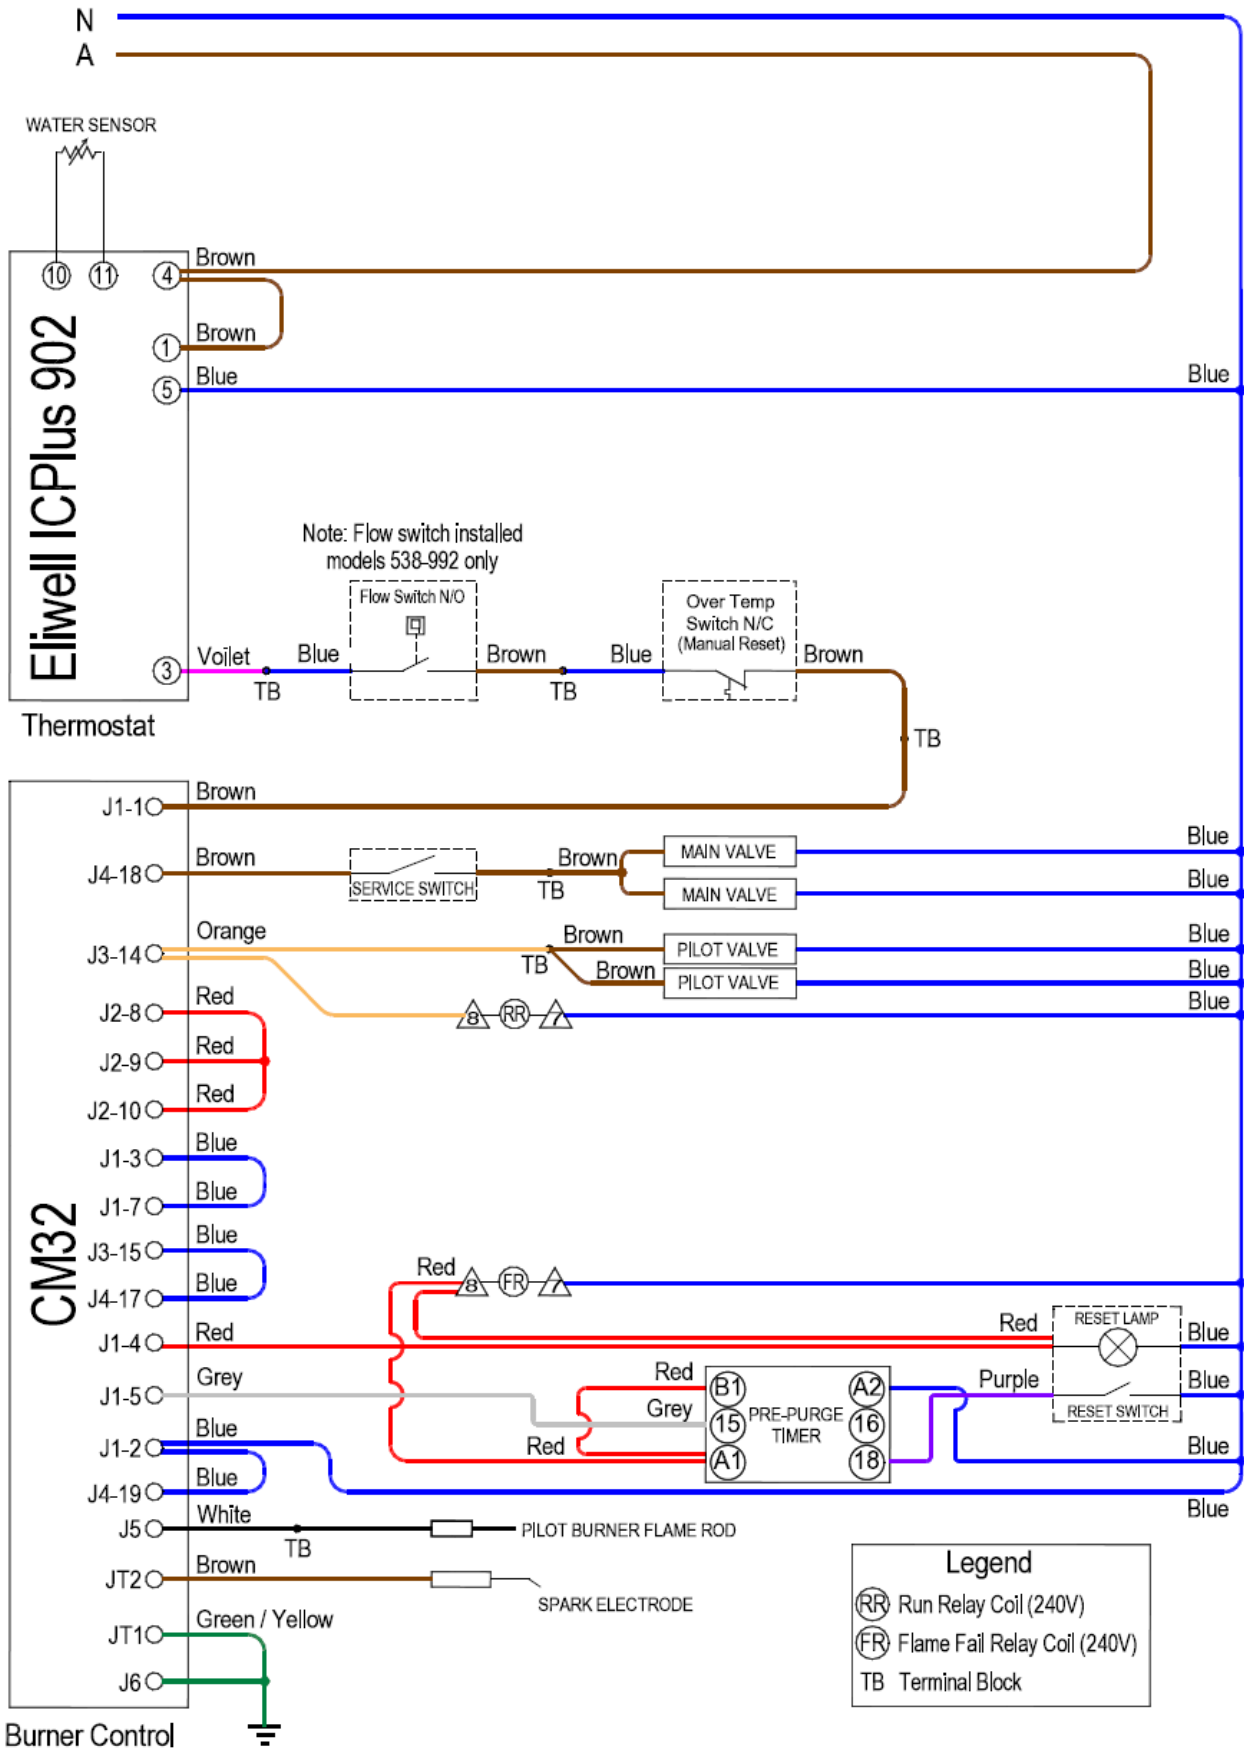 N
A
WATER SENSOR
10 11 4 Brown
1 Brown
5 Blue
Blue
Eliwell ICPlus 902
Note: Flow switch installed
models 538-992 only
Flow Switch N/O
Over Temp
Switch N/C
(Manual Reset)
3 Voilet TB Blue Brown TB Blue Brown
TB
Thermostat
J1-1 Brown
J4-18 Brown SERVICE SWITCH TB Brown MAIN VALVE Blue
MAIN VALVE Blue
J3-14 Orange TB Brown PILOT VALVE Blue
Brown PILOT VALVE Blue
8 RR 7 Blue
J2-8 Red
J2-9 Red
J2-10 Red
J1-3 Blue
J1-7 Blue
CM32
J3-15 Blue
J4-17 Blue
Red 8 FR 7
J1-4 Red
Red RESET LAMP Blue
J1-5 Grey
Purple RESET SWITCH Blue
Red B1 A2
Grey 15 PRE-PURGE
TIMER 16
Red A1 18 Blue
J1-2 Blue
J4-19 Blue
Blue
J5 White TB PILOT BURNER FLAME ROD
JT2 Brown SPARK ELECTRODE
JT1 Green / Yellow
J6
Burner Control
Legend
RR Run Relay Coil (240V)
FR Flame Fail Relay Coil (240V)
TB Terminal Block